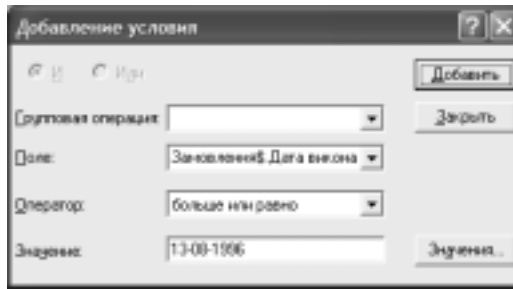 Добавление условия
И Или
Добавить
Групповая операция:
Закрыть
Поле: Замовлення$.Дата викона
Оператор: больше или равно
Значение: 13-08-1996
Значения...